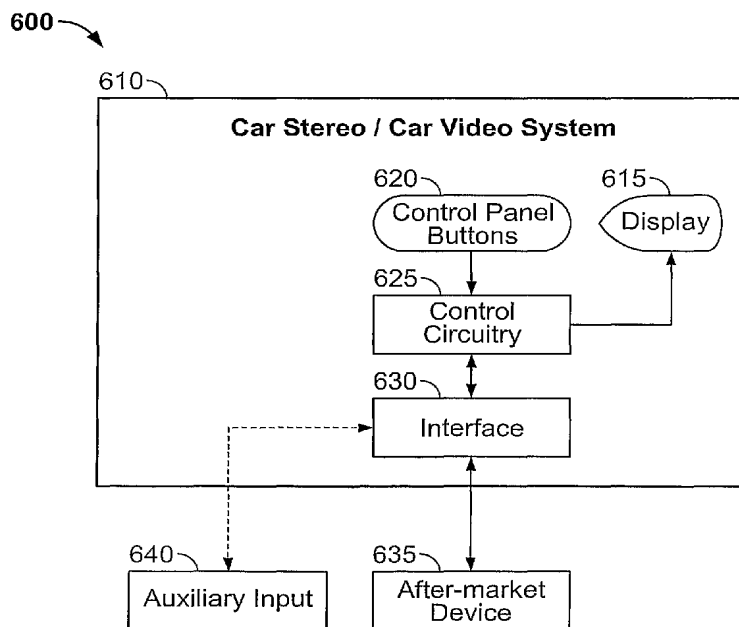 600
610
Car Stereo / Car Video System
620
Control Panel
Buttons
615
Display
625
Control
Circuitry
630
Interface
640
Auxiliary Input
635
After-market
Device